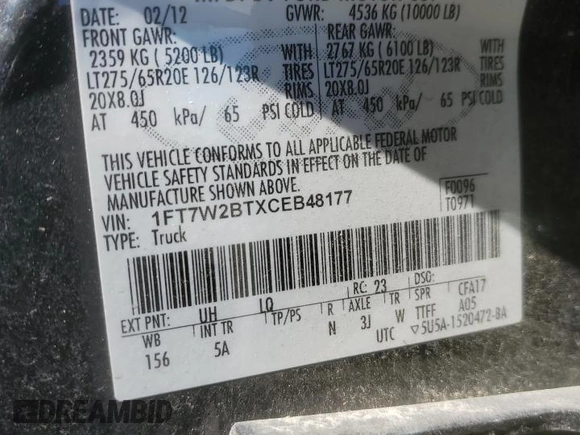 DATE: 02/12 GVWR: 4536 KG (10000 LB)
FRONT GAWR: REAR GAWR:
2359 KG (5200 LB) 2767 KG (6100 LB)
LT275/65R20E 126/123R TIRES LT275/65R20E 126/123R TIRES
20X8.0J RIMS 20X8.0J RIMS
AT 450 kPa/ 65 PSI COLD AT 450 kPa/ 65 PSI COLD
THIS VEHICLE CONFORMS TO ALL APPLICABLE FEDERAL MOTOR
VEHICLE SAFETY STANDARDS IN EFFECT ON THE DATE OF
MANUFACTURE SHOWN ABOVE.
VIN: 1FT7W2BTXCEB48177 F0096
TYPE: Truck T0971
EXT PNT: UH LQ RC: 23 DSO:
WB INT TR TP/PS R AXLE TR SPR CFA17
156 5A N 3J W TTFF A05
UTC ▽5U5A-1520472-BA
DREAMBID